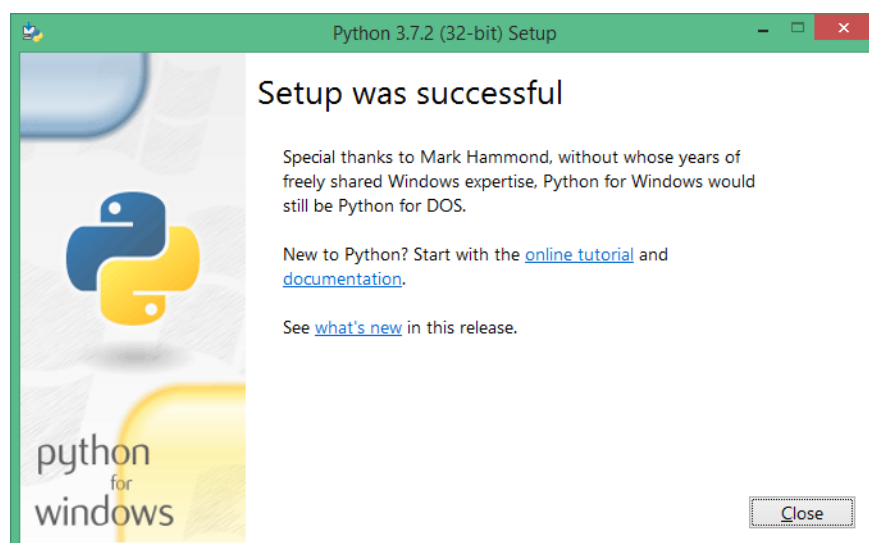 Python 3.7.2 (32-bit) Setup
Setup was successful
Special thanks to Mark Hammond, without whose years of
freely shared Windows expertise, Python for Windows would
still be Python for DOS.
New to Python? Start with the online tutorial and
documentation.
See what's new in this release.
python
for
windows
Close